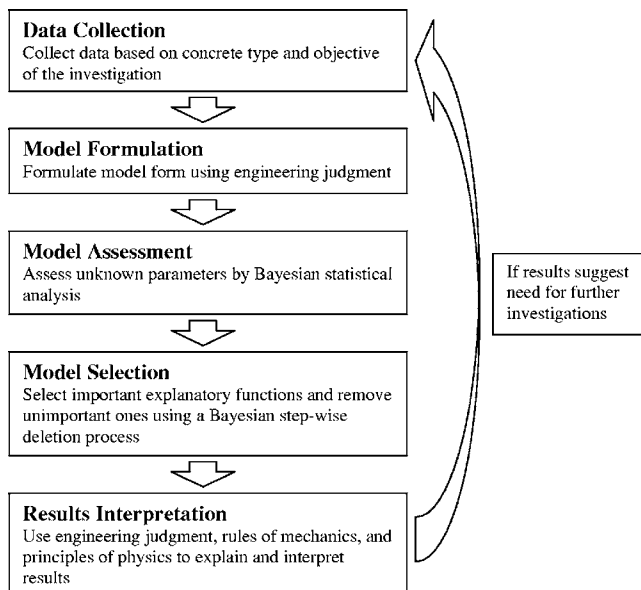 Data Collection
Collect data based on concrete type and objective
of the investigation
Model Formulation
Formulate model form using engineering judgment
Model Assessment
Assess unknown parameters by Bayesian statistical
analysis
Model Selection
Select important explanatory functions and remove
unimportant ones using a Bayesian step-wise
deletion process
Results Interpretation
Use engineering judgment, rules of mechanics, and
principles of physics to explain and interpret
results
If results suggest
need for further
investigations